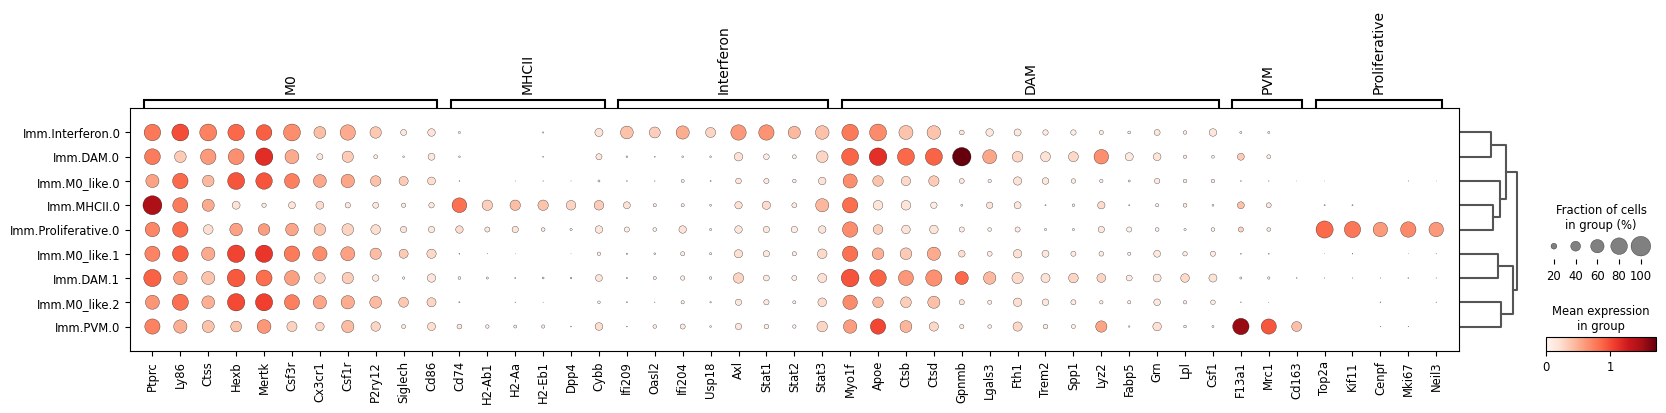 M0
MHCII
Interferon
DAM
PVM
Proliferative
Imm.Interferon.0
Imm.DAM.0
Imm.M0_like.0
Imm.MHCII.0
Imm.Proliferative.0
Imm.M0_like.1
Imm.DAM.1
Imm.M0_like.2
Imm.PVM.0
Ptprc
Ly86
Ctss
Hexb
Mertk
Csf3r
Cx3cr1
Csf1r
P2ry12
Siglech
Cd86
Cd74
H2-Ab1
H2-Aa
H2-Eb1
Dpp4
Cybb
Ifi209
Oasl2
Ifi204
Usp18
Axl
Stat1
Stat2
Stat3
Myo1f
Apoe
Ctsb
Ctsd
Gpnmb
Lgals3
Fth1
Trem2
Spp1
Lyz2
Fabp5
Grn
Lpl
Csf1
F13a1
Mrc1
Cd163
Top2a
Kif11
Cenpf
Mki67
Neil3
Fraction of cells
in group (%)
20 40 60 80 100
Mean expression
in group
0 1